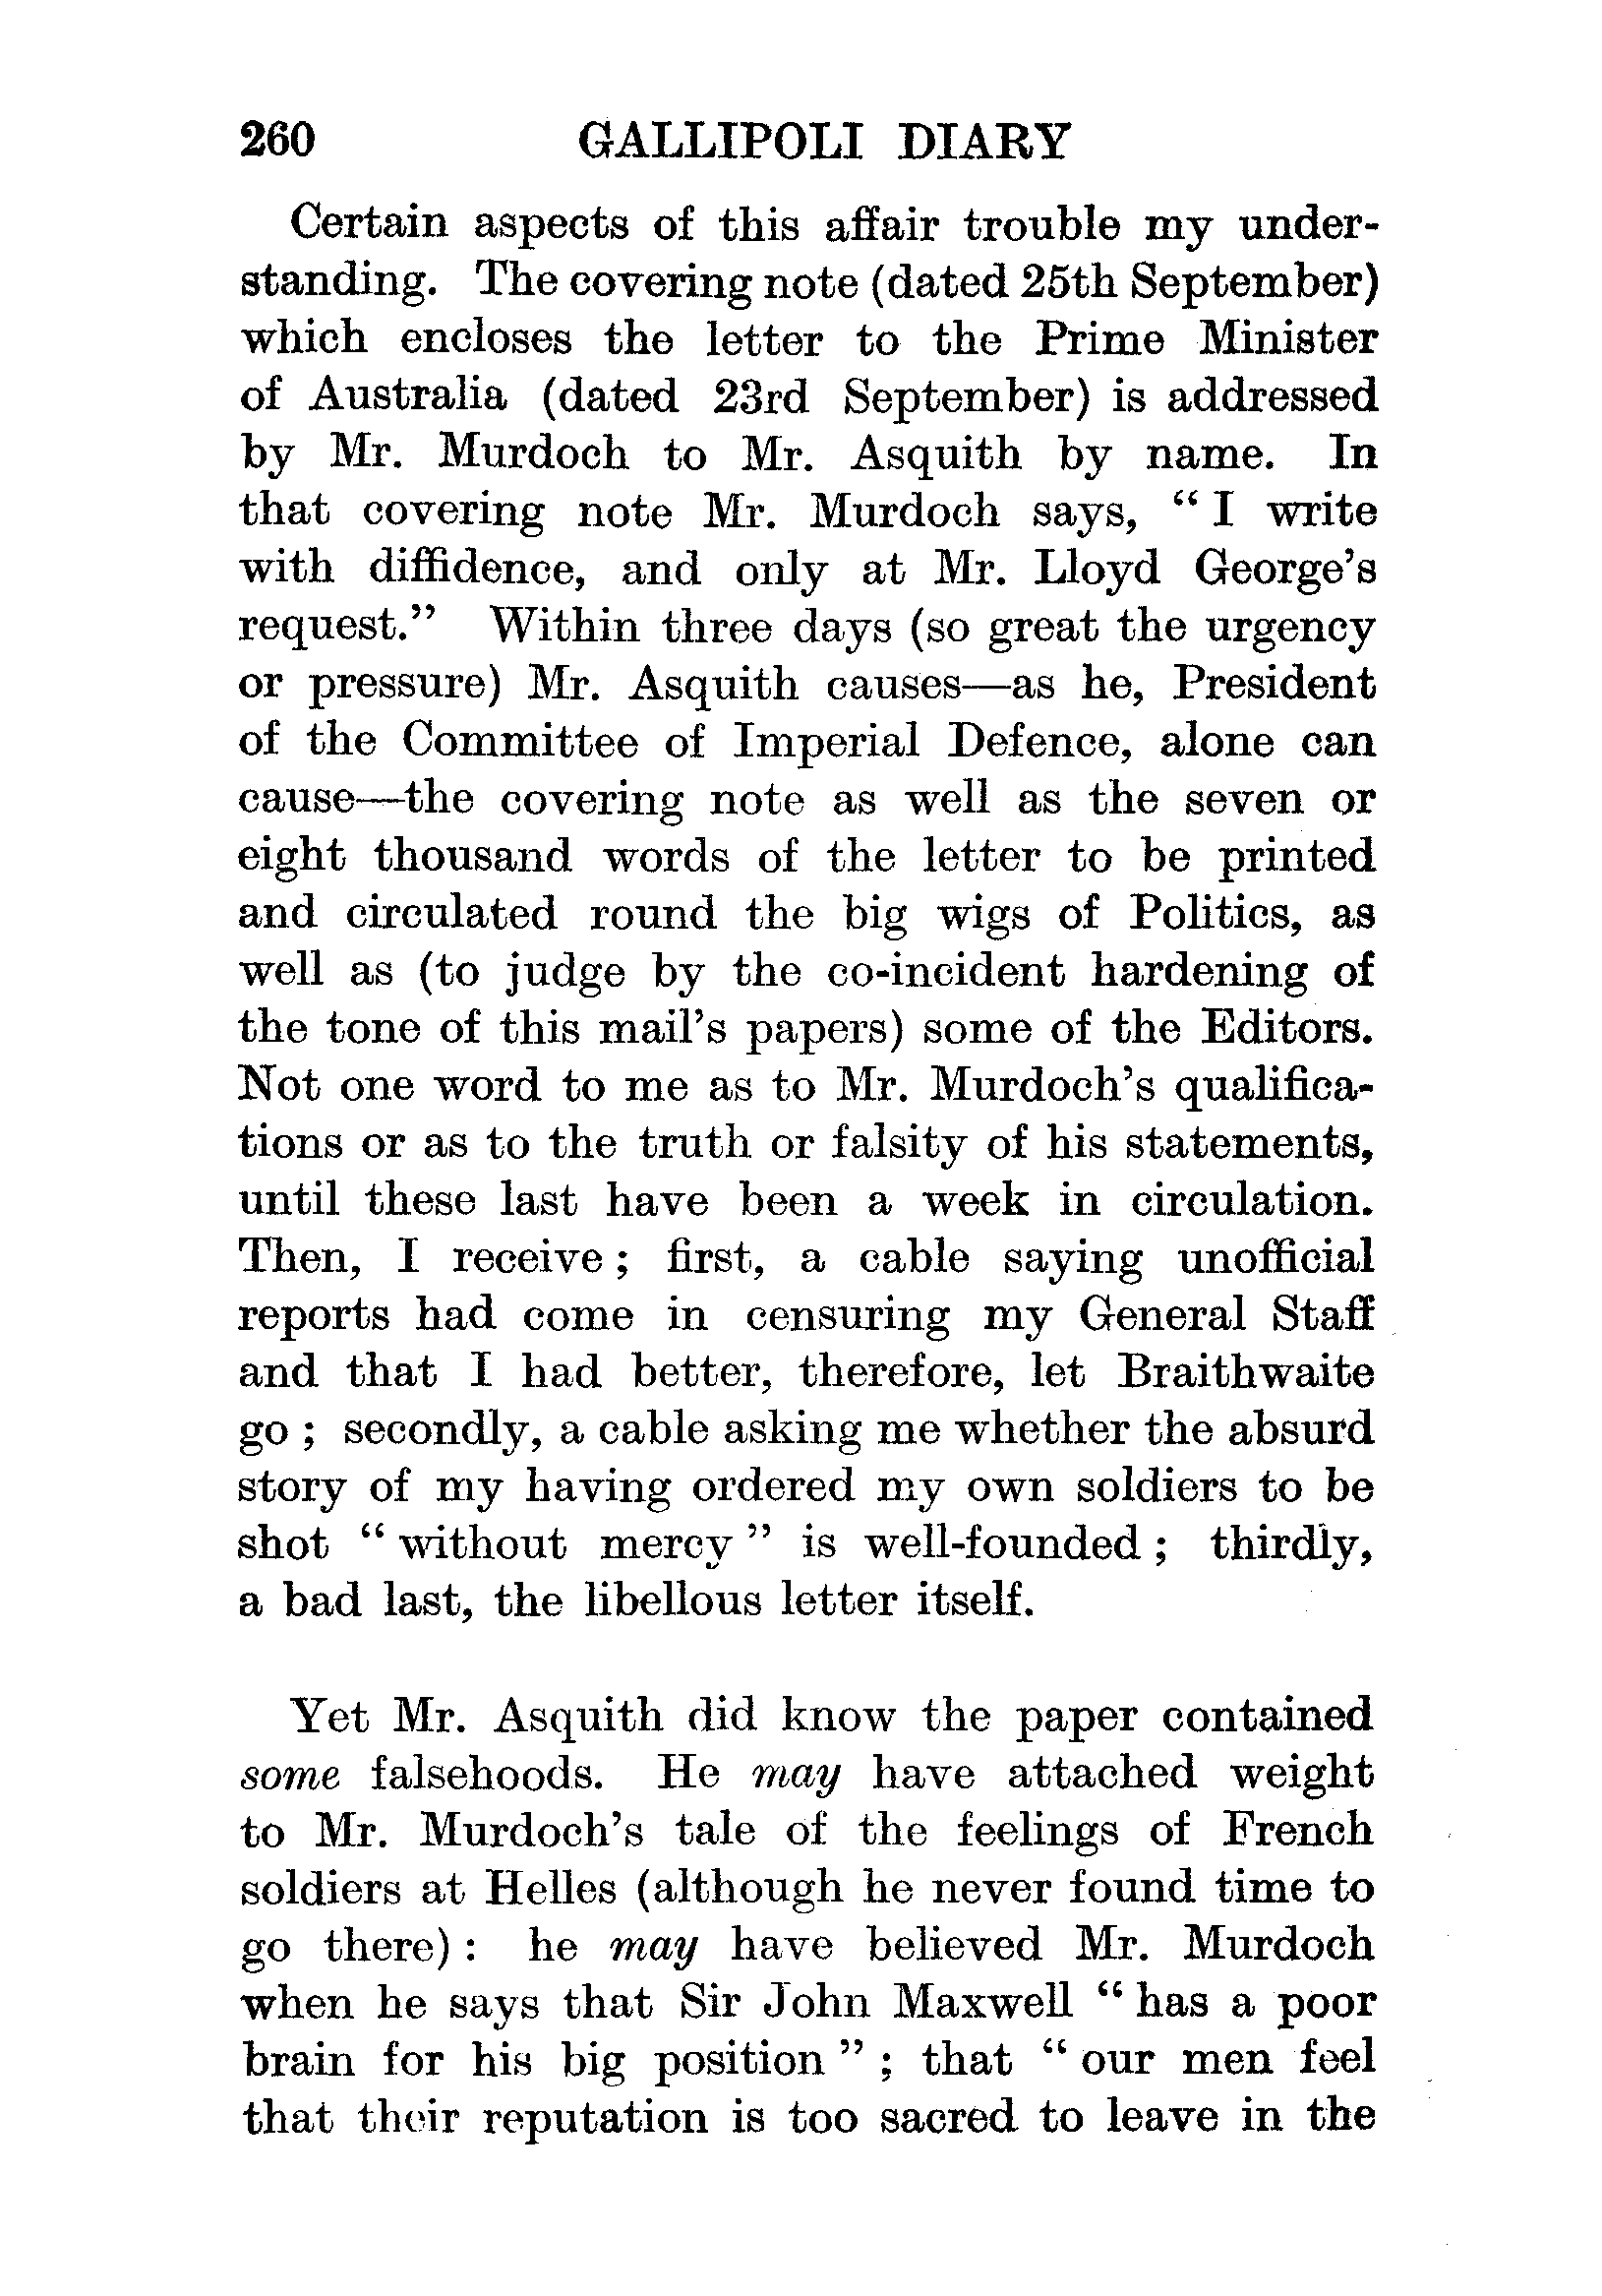 260 GALLIPOLI DIARY
Certain aspects of this affair trouble my under-
standing. The covering note (dated 25th September)
which encloses the letter to the Prime Minister
of Australia (dated 23rd September) is addressed
by Mr. Murdoch to Mr. Asquith by name. In
that covering note Mr. Murdoch says, “ I write
with diffidence, and only at Mr. Lloyd George’s
request.” Within three days (so great the urgency
or pressure) Mr. Asquith causes—as he, President
of the Committee of Imperial Defence, alone can
cause—the covering note as well as the seven or
eight thousand words of the letter to be printed
and circulated round the big wigs of Politics, as
well as (to judge by the co-incident hardening of
the tone of this mail’s papers) some of the Editors.
Not one word to me as to Mr. Murdoch’s qualifica-
tions or as to the truth or falsity of his statements,
until these last have been a week in circulation.
Then, I receive ; first, a cable saying unofficial
reports had come in censuring my General Staff
and that I had better, therefore, let Braithwaite
go ; secondly, a cable asking me whether the absurd
story of my having ordered my own soldiers to be
shot “ without mercy ” is well-founded ; thirdly,
a bad last, the libellous letter itself.
Yet Mr. Asquith did know the paper contained
some falsehoods. He may have attached weight
to Mr. Murdoch’s tale of the feelings of French
soldiers at Helles (although he never found time to
go there) : he may have believed Mr. Murdoch
when he says that Sir John Maxwell “ has a poor
brain for his big position ” ; that “ our men feel
that their reputation is too sacred to leave in the